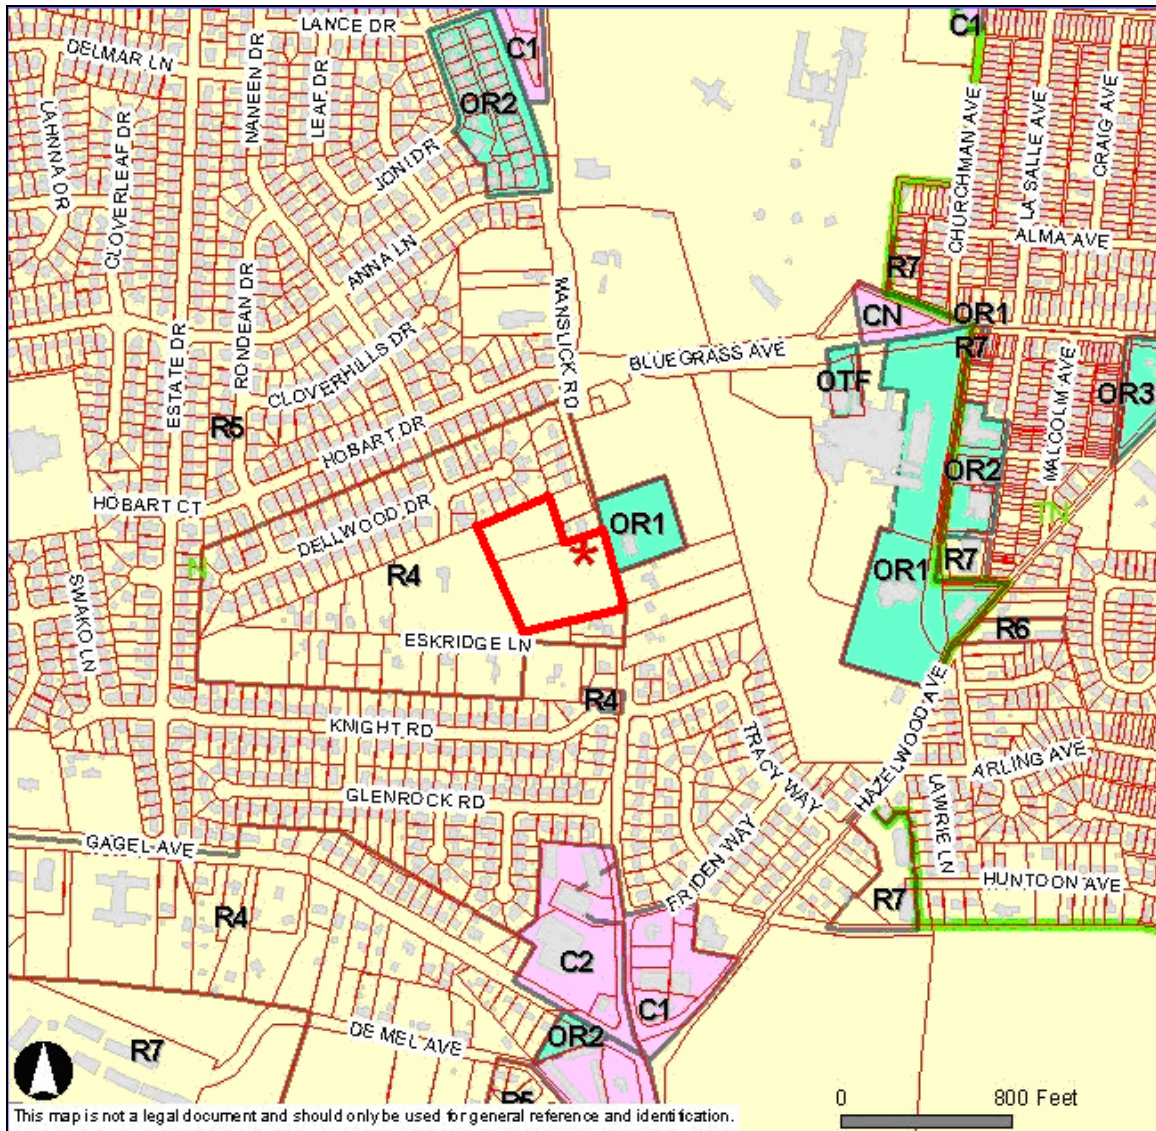 LANCE DR
DELMAR LN
NANEEN DR
LEAF DR
C1
C1
OR2
CHURCHMAN AVE
LA SALLE AVE
CRAIG AVE
LAHNNA DR
CLOVERLEAF DR
JONI DR
ANNA LN
ALMA AVE
R7
RONDEAN DR
ESTATE DR
MANSLICK RD
CN
OR1
R7
BLUEGRASS AVE
CLOVERHILLS DR
OTF
OR3
MALCOLM AVE
R5
HOBART DR
OR2
HOBART CT
DELLWOOD DR
OR1
*
R4
OR1
R7
SWAKO LN
ESKRIDGE LN
R6
R4
KNIGHT RD
TRACY WAY
HAZELWOOD AVE
ARLING AVE
GLENROCK RD
LAWRIE LN
GAGEL AVE
FRIDEN WAY
HUNTOON AVE
R4
R7
C2
C1
OR2
DE MEL AVE
R7
R5
0 800 Feet
This map is not a legal document and should only be used for general reference and identification.